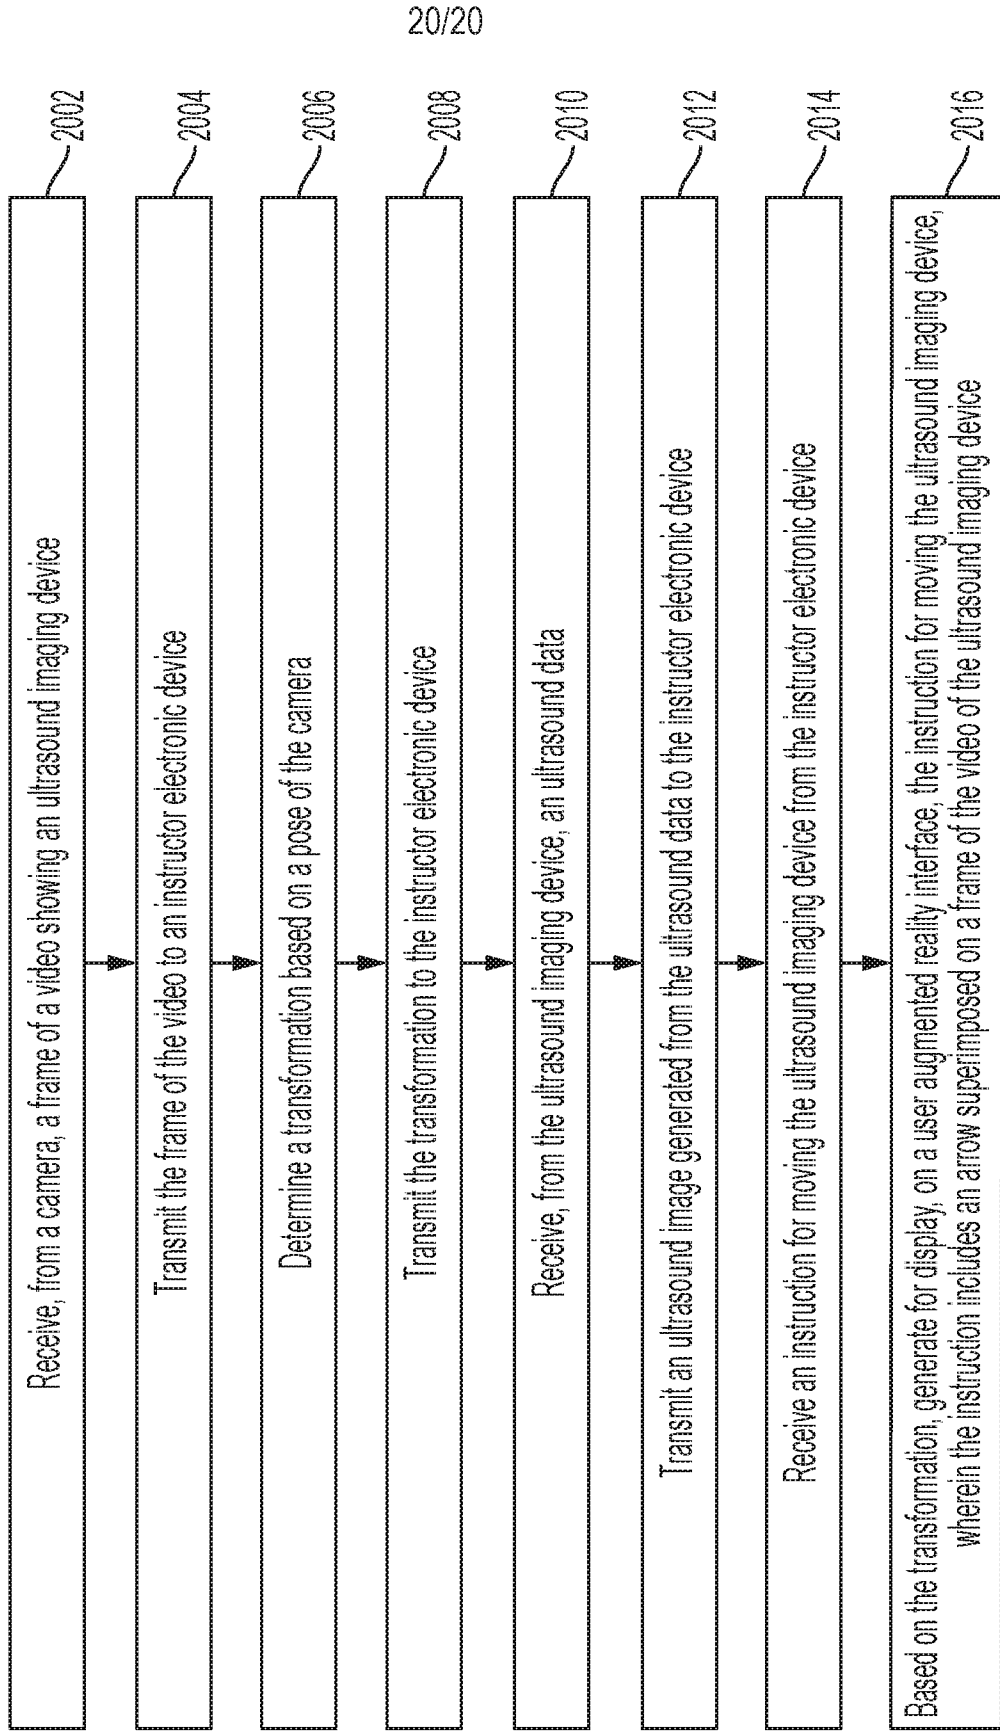 20/20
Receive, from a camera, a frame of a video showing an ultrasound imaging device
2002
Transmit the frame of the video to an instructor electronic device
2004
Determine a transformation based on a pose of the camera
2006
Transmit the transformation to the instructor electronic device
2008
Receive, from the ultrasound imaging device, an ultrasound data
2010
Transmit an ultrasound image generated from the ultrasound data to the instructor electronic device
2012
Receive an instruction for moving the ultrasound imaging device from the instructor electronic device
2014
Based on the transformation, generate for display, on a user augmented reality interface, the instruction for moving the ultrasound imaging device,
wherein the instruction includes an arrow superimposed on a frame of the video of the ultrasound imaging device
2016